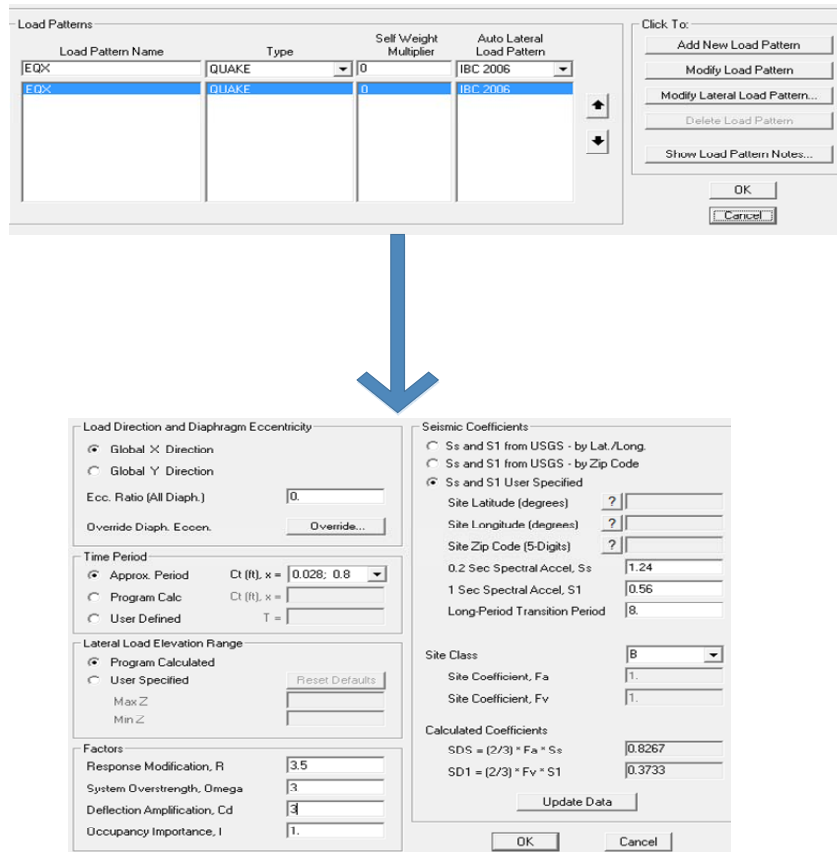 Load Patterns
Load Pattern Name
Type
Self Weight
Multiplier
Auto Lateral
Load Pattern
EQX QUAKE 0 IBC 2006
EQX QUAKE 0 IBC 2006
Click To:
Add New Load Pattern
Modify Load Pattern
Modify Lateral Load Pattern...
Delete Load Pattern
Show Load Pattern Notes...
OK
Cancel
Load Direction and Diaphragm Eccentricity
Global X Direction
Global Y Direction
Ecc. Ratio (All Diaph.) 0.
Override Diaph. Eccen. Override...
Time Period
Approx. Period Ct (ft), x = 0.028; 0.8
Program Calc Ct (ft), x =
User Defined T =
Lateral Load Elevation Range
Program Calculated
User Specified Reset Defaults
Max Z
Min Z
Factors
Response Modification, R 3.5
System Overstrength, Omega 3
Deflection Amplification, Cd 3
Occupancy Importance, I 1.
Seismic Coefficients
Ss and S1 from USGS - by Lat./Long.
Ss and S1 from USGS - by Zip Code
Ss and S1 User Specified
Site Latitude (degrees) ?
Site Longitude (degrees) ?
Site Zip Code (5-Digits) ?
0.2 Sec Spectral Accel, Ss 1.24
1 Sec Spectral Accel, S1 0.56
Long-Period Transition Period 8.
Site Class B
Site Coefficient, Fa 1.
Site Coefficient, Fv 1.
Calculated Coefficients
SDS = (2/3) * Fa * Ss 0.8267
SD1 = (2/3) * Fv * S1 0.3733
Update Data
OK Cancel